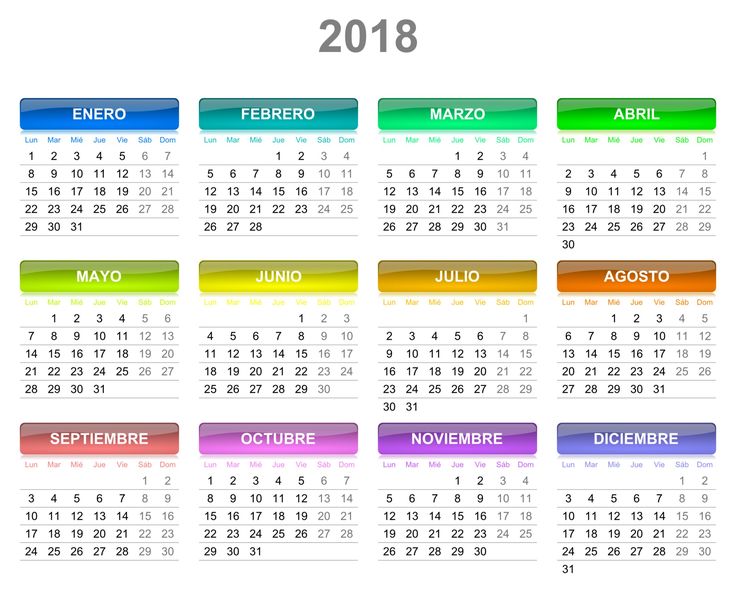 2018
ENERO
Lun Mar Mié Jue Vie Sáb Dom
1 2 3 4 5 6 7
8 9 10 11 12 13 14
15 16 17 18 19 20 21
22 23 24 25 26 27 28
29 30 31
FEBRERO
Lun Mar Mié Jue Vie Sáb Dom
1 2 3 4
5 6 7 8 9 10 11
12 13 14 15 16 17 18
19 20 21 22 23 24 25
26 27 28
MARZO
Lun Mar Mié Jue Vie Sáb Dom
1 2 3 4
5 6 7 8 9 10 11
12 13 14 15 16 17 18
19 20 21 22 23 24 25
26 27 28 29 30 31
ABRIL
Lun Mar Mié Jue Vie Sáb Dom
1
2 3 4 5 6 7 8
9 10 11 12 13 14 15
16 17 18 19 20 21 22
23 24 25 26 27 28 29
30
MAYO
Lun Mar Mié Jue Vie Sáb Dom
1 2 3 4 5 6
7 8 9 10 11 12 13
14 15 16 17 18 19 20
21 22 23 24 25 26 27
28 29 30 31
JUNIO
Lun Mar Mié Jue Vie Sáb Dom
1 2 3
4 5 6 7 8 9 10
11 12 13 14 15 16 17
18 19 20 21 22 23 24
25 26 27 28 29 30
JULIO
Lun Mar Mié Jue Vie Sáb Dom
1
2 3 4 5 6 7 8
9 10 11 12 13 14 15
16 17 18 19 20 21 22
23 24 25 26 27 28 29
30 31
AGOSTO
Lun Mar Mié Jue Vie Sáb Dom
1 2 3 4 5
6 7 8 9 10 11 12
13 14 15 16 17 18 19
20 21 22 23 24 25 26
27 28 29 30 31
SEPTIEMBRE
Lun Mar Mié Jue Vie Sáb Dom
1 2
3 4 5 6 7 8 9
10 11 12 13 14 15 16
17 18 19 20 21 22 23
24 25 26 27 28 29 30
OCTUBRE
Lun Mar Mié Jue Vie Sáb Dom
1 2 3 4 5 6 7
8 9 10 11 12 13 14
15 16 17 18 19 20 21
22 23 24 25 26 27 28
29 30 31
NOVIEMBRE
Lun Mar Mié Jue Vie Sáb Dom
1 2 3 4
5 6 7 8 9 10 11
12 13 14 15 16 17 18
19 20 21 22 23 24 25
26 27 28 29 30
DICIEMBRE
Lun Mar Mié Jue Vie Sáb Dom
1 2
3 4 5 6 7 8 9
10 11 12 13 14 15 16
17 18 19 20 21 22 23
24 25 26 27 28 29 30
31